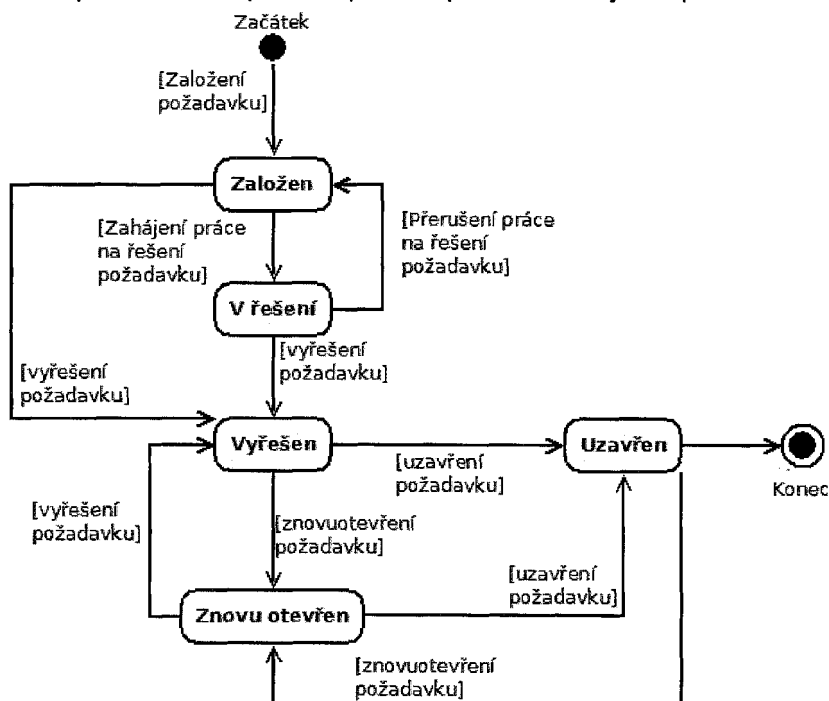 Začátek
[Založení
požadavku]
Založen
[Zahájení práce
na řešení
požadavku]
[Přerušení práce
na řešení
požadavku]
V řešení
[vyřešení
požadavku]
[vyřešení
požadavku]
Vyřešen
[uzavření
požadavku]
Uzavřen
Konec
[vyřešení
požadavku]
[znovuotevření
požadavku]
[uzavření
požadavku]
Znovu otevřen
[znovuotevření
požadavku]